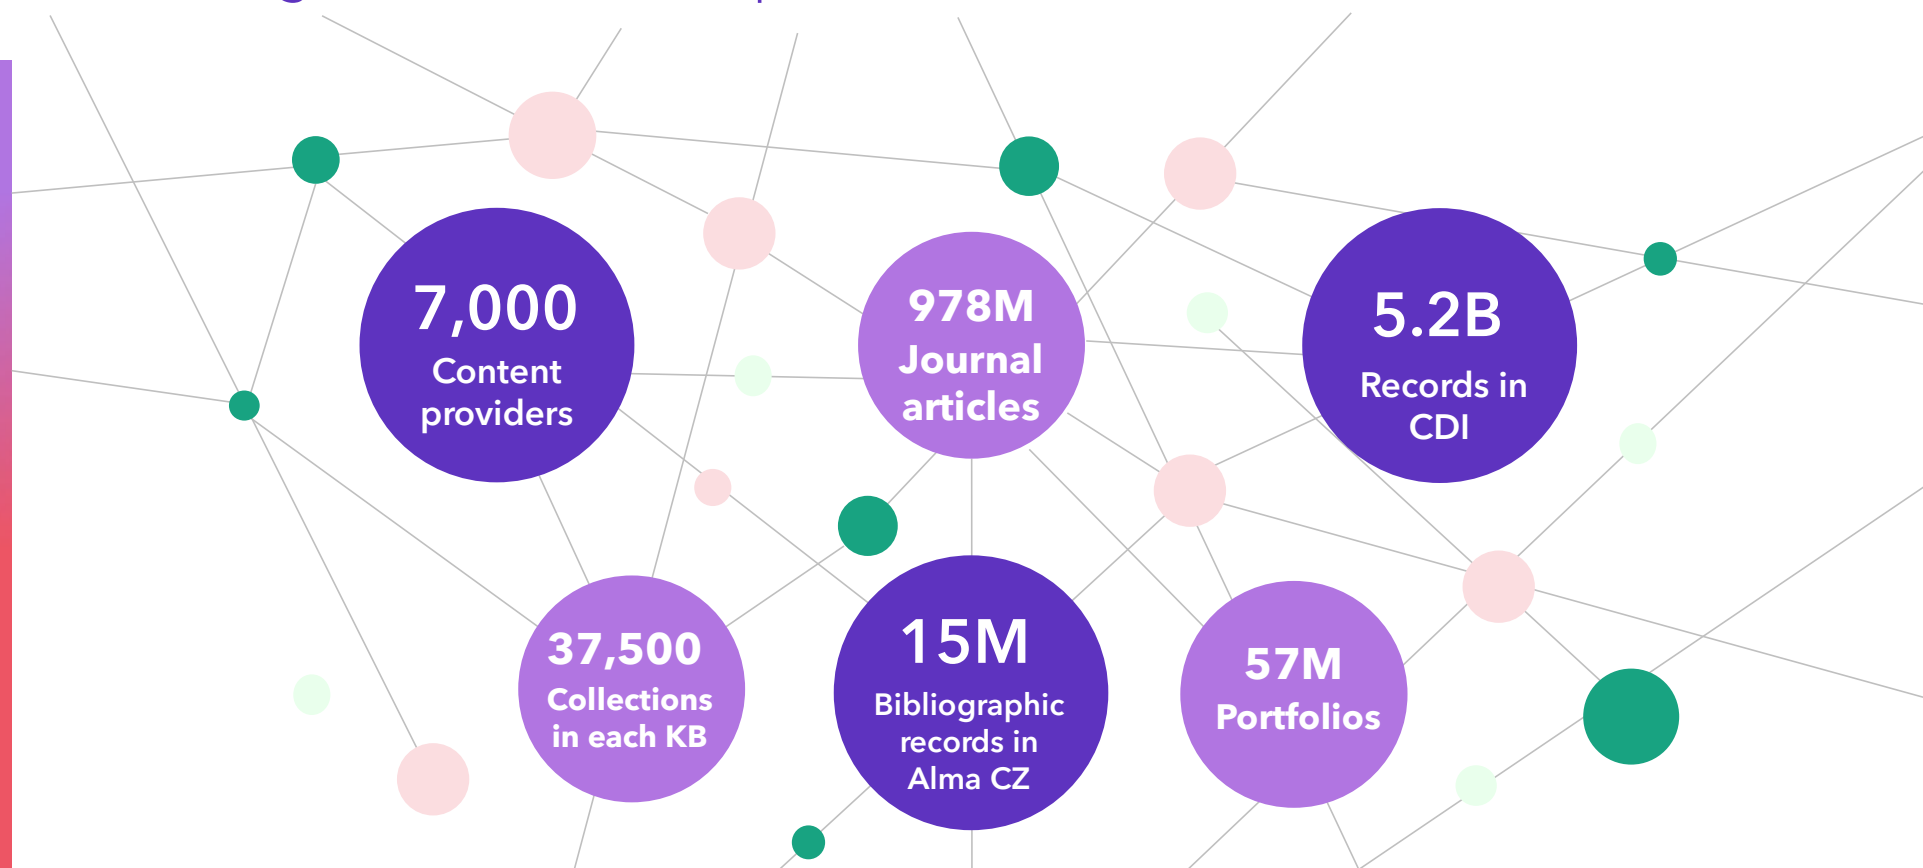 7,000
Content
providers
978M
Journal
articles
5.2B
Records in
CDI
37,500
Collections
in each KB
15M
Bibliographic
records in
Alma CZ
57M
Portfolios